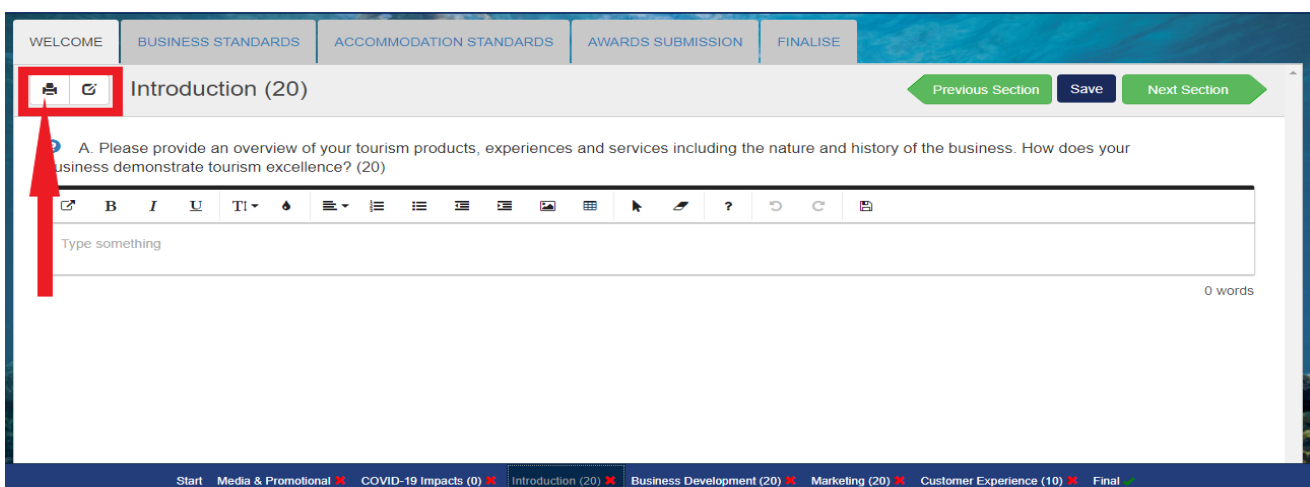 WELCOME BUSINESS STANDARDS ACCOMMODATION STANDARDS AWARDS SUBMISSION FINALISE
Introduction (20) Previous Section Save Next Section
A. Please provide an overview of your tourism products, experiences and services including the nature and history of the business. How does your
usiness demonstrate tourism excellence? (20)
B I U T ?
Type something
0 words
Start Media & Promotional COVID-19 Impacts (0) Introduction (20) Business Development (20) Marketing (20) Customer Experience (10) Final